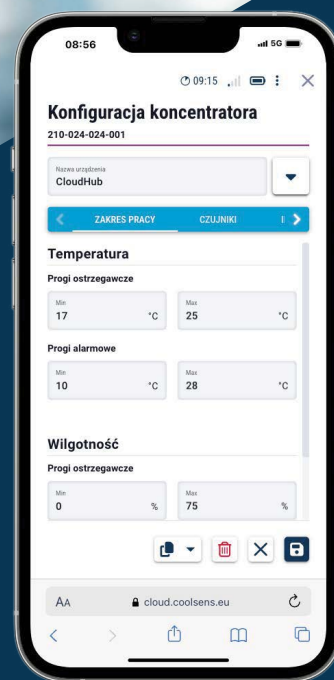 08:56
5G
09:15
Konfiguracja koncentratora
210-024-024-001
Nazwa urządzenia
CloudHub
ZAKRES PRACY CZUJNIKI
Temperatura
Progi ostrzegawcze
Min Max
17 °C 25 °C
Progi alarmowe
Min Max
10 °C 28 °C
Wilgotność
Progi ostrzegawcze
Min Max
0 % 75 %
AA cloud.coolsens.eu